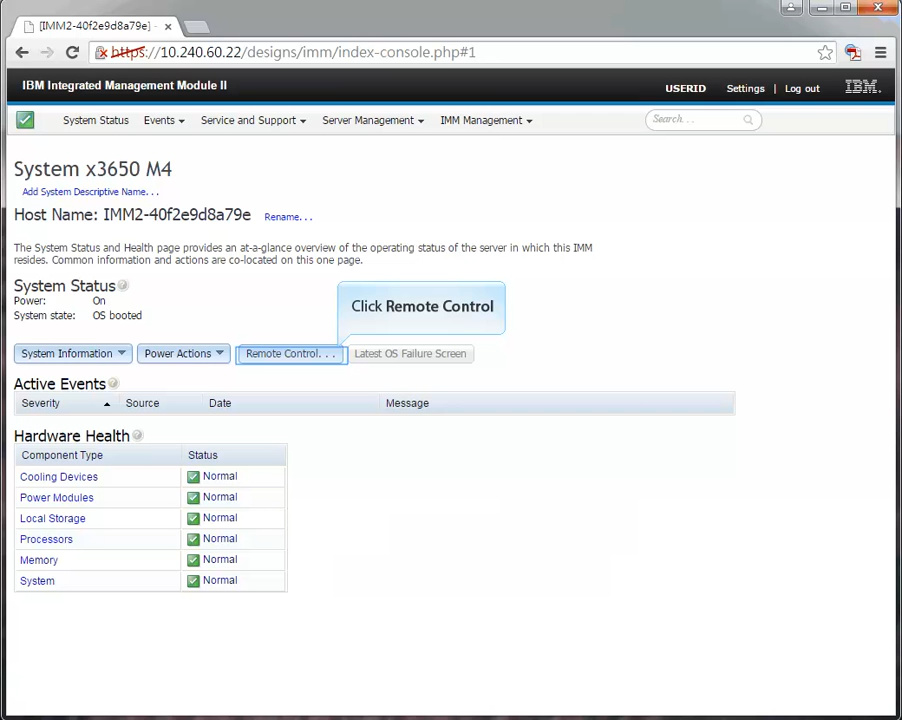 [IMM2-40f2e9d8a79e] -
https://10.240.60.22/designs/imm/index-console.php#1
IBM Integrated Management Module II
USERID Settings | Log out IBM.
System Status Events Service and Support Server Management IMM Management Search...
System x3650 M4
Add System Descriptive Name...
Host Name: IMM2-40f2e9d8a79e Rename...
The System Status and Health page provides an at-a-glance overview of the operating status of the server in which this IMM
resides. Common information and actions are co-located on this one page.
System Status
Power: On
System state: OS booted
Click Remote Control
System Information Power Actions Remote Control... Latest OS Failure Screen
Active Events
Severity Source Date Message
Hardware Health
Component Type Status
Cooling Devices Normal
Power Modules Normal
Local Storage Normal
Processors Normal
Memory Normal
System Normal